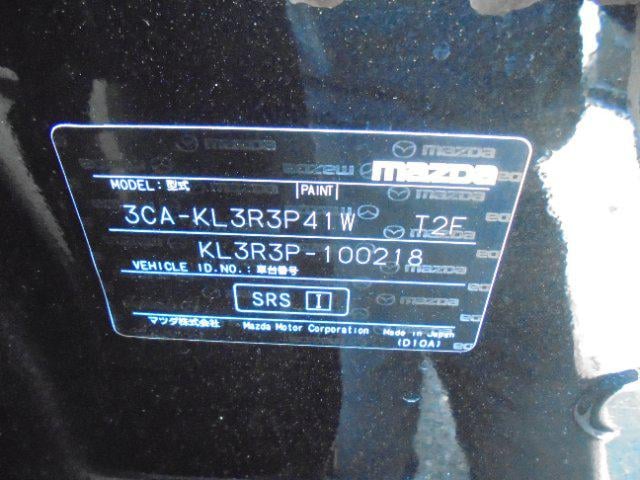 mazda
MODEL: 型式 PAINT
3CA-KL3R3P41W T2F
KL3R3P-100218
VEHICLE ID.NO.: 車台番号
SRS
マツダ株式会社 Mazda Motor Corporation Made in Japan
(D10A)